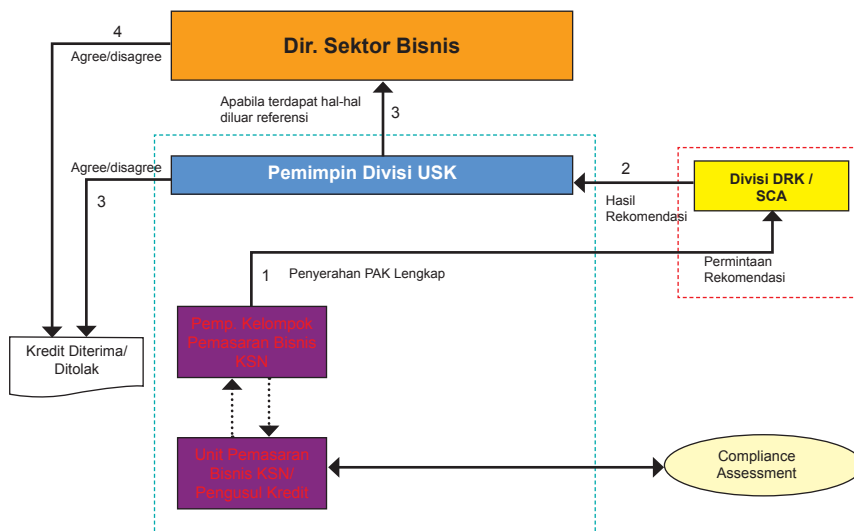 4
Agree/disagree
Dir. Sektor Bisnis
Apabila terdapat hal-hal
diluar referensi
3
Agree/disagree
3
Pemimpin Divisi USK
2
Hasil
Rekomendasi
Divisi DRK /
SCA
1
Penyerahan PAK Lengkap
Permintaan
Rekomendasi
Pemp. Kelompok
Pemasaran Bisnis
KSN
Kredit Diterima/
Ditolak
Unit Pemasaran
Bisnis KSN/
Pengusul Kredit
Compliance
Assessment